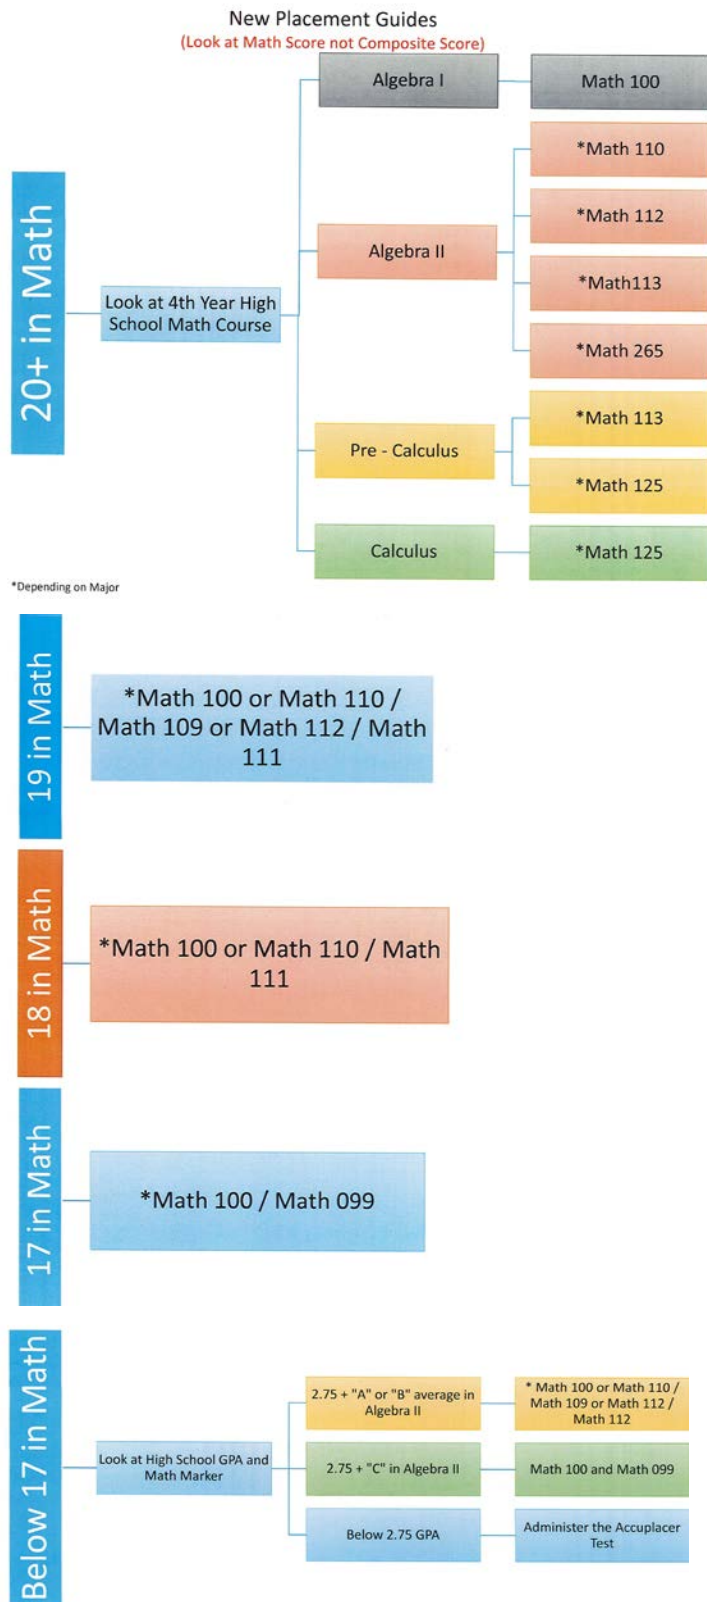 New Placement Guides
(Look at Math Score not Composite Score)
20+ in Math
Look at 4th Year High
School Math Course
Algebra I
Math 100
Algebra II
*Math 110
*Math 112
*Math113
*Math 265
Pre - Calculus
*Math 113
*Math 125
Calculus
*Math 125
*Depending on Major
19 in Math
*Math 100 or Math 110 /
Math 109 or Math 112 / Math
111
18 in Math
*Math 100 or Math 110 / Math
111
17 in Math
*Math 100 / Math 099
Below 17 in Math
Look at High School GPA and
Math Marker
2.75 + "A" or "B" average in
Algebra II
* Math 100 or Math 110 /
Math 109 or Math 112 /
Math 112
2.75 + "C" in Algebra II
Math 100 and Math 099
Below 2.75 GPA
Administer the Accuplacer
Test